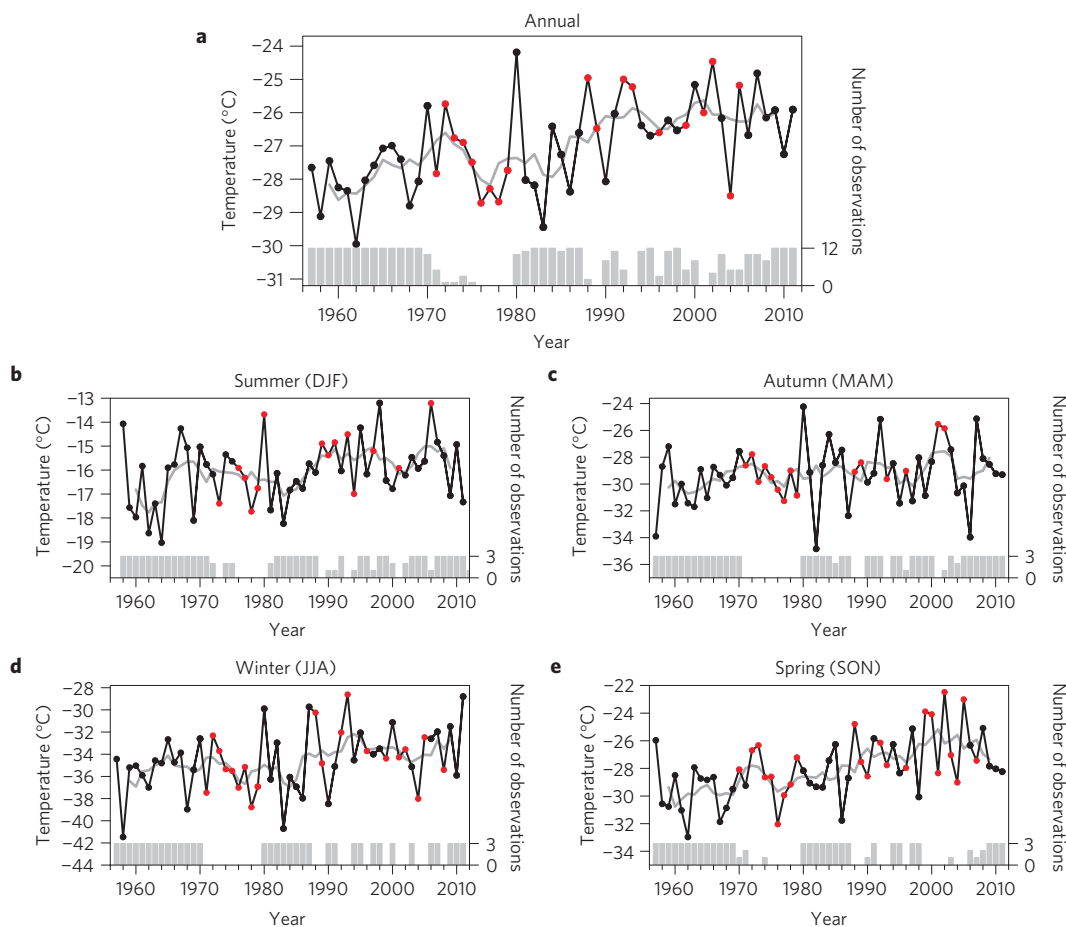 Annual
a
−24
−25
−26
−27
−28
−29
−30
−31
Temperature (°C)
12
0
Number of observations
1960 1970 1980 1990 2000 2010
Year
b
Summer (DJF)
−13
−14
−15
−16
−17
−18
−19
−20
Temperature (°C)
3
0
Number of observations
1960 1970 1980 1990 2000 2010
Year
c
Autumn (MAM)
−24
−26
−28
−30
−32
−34
−36
Temperature (°C)
3
0
Number of observations
1960 1970 1980 1990 2000 2010
Year
d
Winter (JJA)
−28
−30
−32
−34
−36
−38
−40
−42
−44
Temperature (°C)
3
0
Number of observations
1960 1970 1980 1990 2000 2010
Year
e
Spring (SON)
−22
−24
−26
−28
−30
−32
−34
Temperature (°C)
3
0
Number of observations
1960 1970 1980 1990 2000 2010
Year